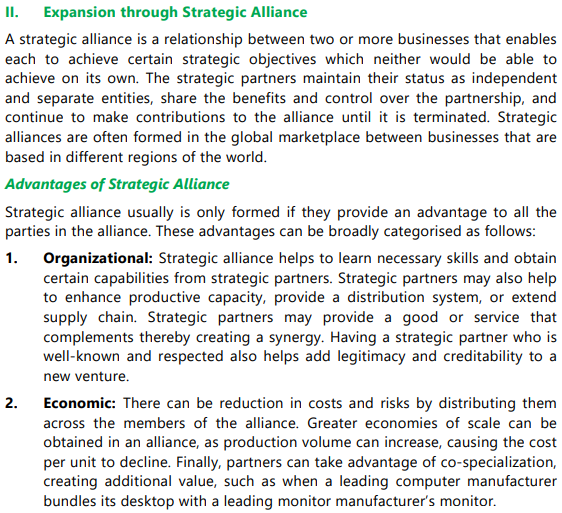 II. Expansion through Strategic Alliance
A strategic alliance is a relationship between two or more businesses that enables
each to achieve certain strategic objectives which neither would be able to
achieve on its own. The strategic partners maintain their status as independent
and separate entities, share the benefits and control over the partnership, and
continue to make contributions to the alliance until it is terminated. Strategic
alliances are often formed in the global marketplace between businesses that are
based in different regions of the world.
Advantages of Strategic Alliance
Strategic alliance usually is only formed if they provide an advantage to all the
parties in the alliance. These advantages can be broadly categorised as follows:
1. Organizational: Strategic alliance helps to learn necessary skills and obtain
certain capabilities from strategic partners. Strategic partners may also help
to enhance productive capacity, provide a distribution system, or extend
supply chain. Strategic partners may provide a good or service that
complements thereby creating a synergy. Having a strategic partner who is
well-known and respected also helps add legitimacy and creditability to a
new venture.
2. Economic: There can be reduction in costs and risks by distributing them
across the members of the alliance. Greater economies of scale can be
obtained in an alliance, as production volume can increase, causing the cost
per unit to decline. Finally, partners can take advantage of co-specialization,
creating additional value, such as when a leading computer manufacturer
bundles its desktop with a leading monitor manufacturer's monitor.